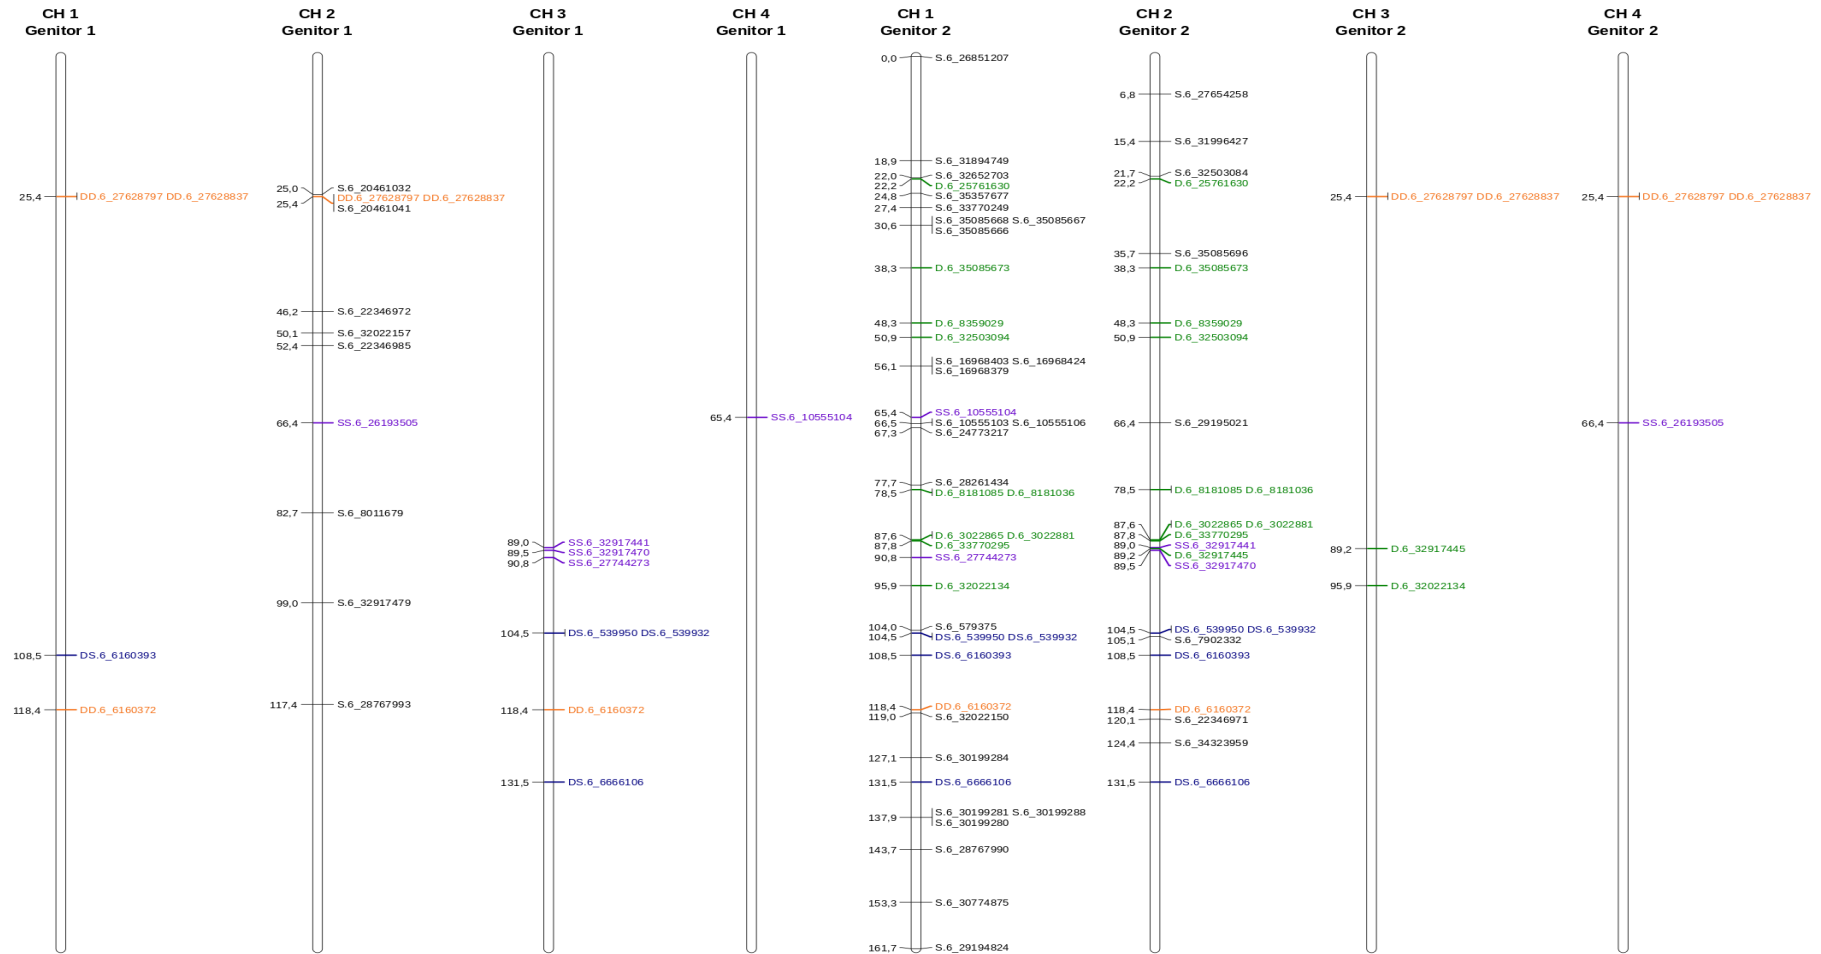 CH 1
Genitor 1
25,4 DD.6_27628797 DD.6_27628837
108,5 DS.6_6160393
118,4 DD.6_6160372
CH 2
Genitor 1
25,0 S.6_20461032
25,4 DD.6_27628797 DD.6_27628837
S.6_20461041
46,2 S.6_22346972
50,1 S.6_32022157
52,4 S.6_22346985
66,4 SS.6_26193505
82,7 S.6_8011679
99,0 S.6_32917479
117,4 S.6_28767993
CH 3
Genitor 1
89,0 SS.6_32917441
89,5 SS.6_32917470
90,8 SS.6_27744273
104,5 DS.6_539950 DS.6_539932
118,4 DD.6_6160372
131,5 DS.6_6666106
CH 4
Genitor 1
65,4 SS.6_10555104
CH 1
Genitor 2
0,0 S.6_26851207
18,9 S.6_31894749
22,0 S.6_32652703
22,2 D.6_25761630
24,8 S.6_35357677
27,4 S.6_33770249
30,6 S.6_35085668 S.6_35085667
S.6_35085666
38,3 D.6_35085673
48,3 D.6_8359029
50,9 D.6_32503094
56,1 S.6_16968403 S.6_16968424
S.6_16968379
65,4 SS.6_10555104
66,5 S.6_10555103 S.6_10555106
67,3 S.6_24773217
77,7 S.6_28261434
78,5 D.6_8181085 D.6_8181036
87,6 D.6_3022865 D.6_3022881
87,8 D.6_33770295
90,8 SS.6_27744273
95,9 D.6_32022134
104,0 S.6_579375
104,5 DS.6_539950 DS.6_539932
108,5 DS.6_6160393
118,4 DD.6_6160372
119,0 S.6_32022150
127,1 S.6_30199284
131,5 DS.6_6666106
137,9 S.6_30199281 S.6_30199288
S.6_30199280
143,7 S.6_28767990
153,3 S.6_30774875
161,7 S.6_29194824
CH 2
Genitor 2
6,8 S.6_27654258
15,4 S.6_31996427
21,7 S.6_32503084
22,2 D.6_25761630
35,7 S.6_35085696
38,3 D.6_35085673
48,3 D.6_8359029
50,9 D.6_32503094
66,4 S.6_29195021
78,5 D.6_8181085 D.6_8181036
87,6 D.6_3022865 D.6_3022881
87,8 D.6_33770295
89,0 SS.6_32917441
89,2 D.6_32917445
89,5 SS.6_32917470
104,5 DS.6_539950 DS.6_539932
105,1 S.6_7902332
108,5 DS.6_6160393
118,4 DD.6_6160372
120,1 S.6_22346971
124,4 S.6_34323959
131,5 DS.6_6666106
CH 3
Genitor 2
25,4 DD.6_27628797 DD.6_27628837
89,2 D.6_32917445
95,9 D.6_32022134
CH 4
Genitor 2
25,4 DD.6_27628797 DD.6_27628837
66,4 SS.6_26193505